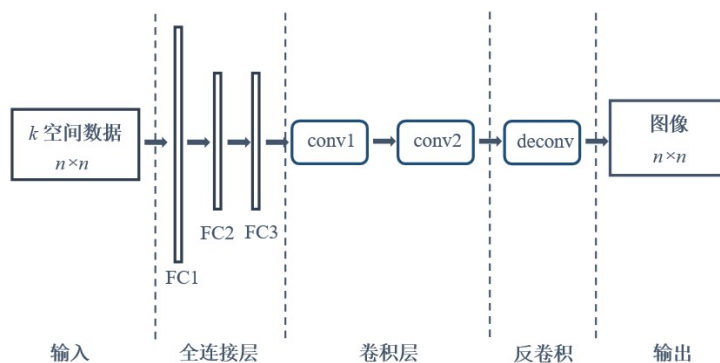 k 空间数据
n×n
FC1
FC2
FC3
conv1
conv2
deconv
图像
n×n
输入
全连接层
卷积层
反卷积
输出